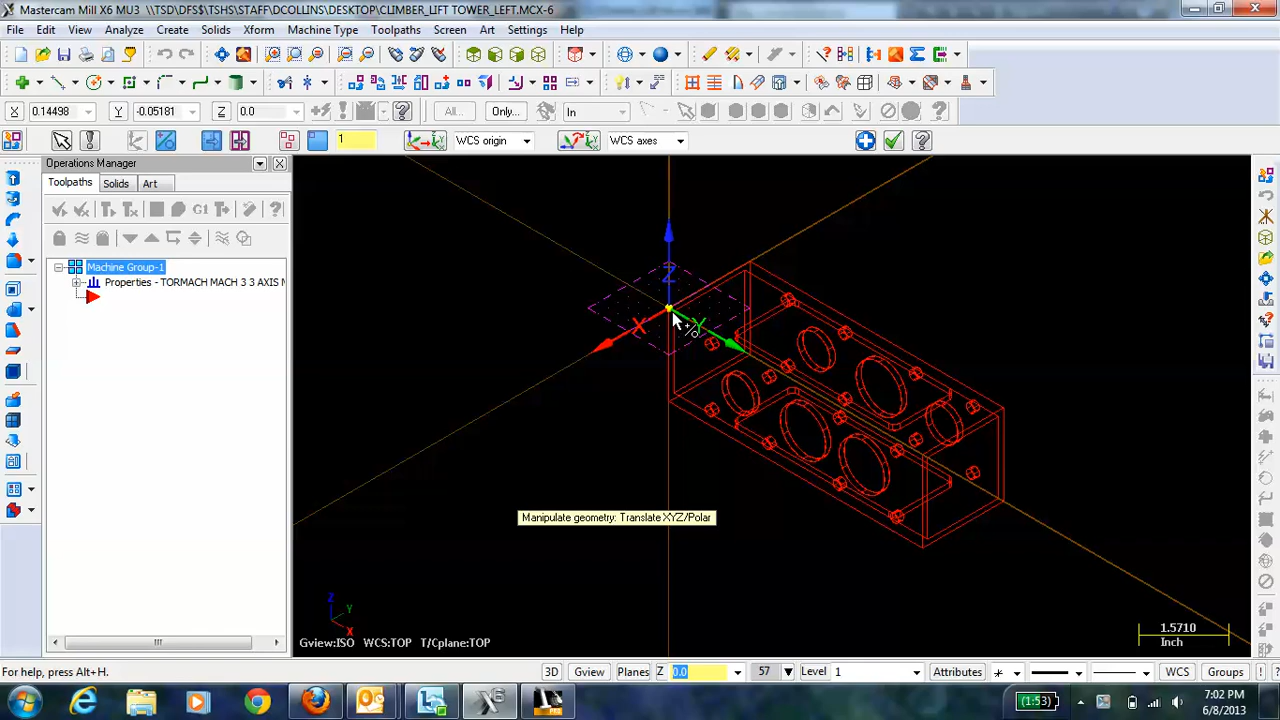 Mastercam Mill X6 MU3 \\TSD\DFS$\TSHS\STAFF\DCOLLINS\DESKTOP\CLIMBER_LIFT TOWER_LEFT.MCX-6
File Edit View Analyze Create Solids Xform Machine Type Toolpaths Screen Art Settings Help
X 0.14498 Y -0.05181 Z 0.0 All... Only... In
1 WCS origin WCS axes
Operations Manager
Toolpaths Solids Art
G1
Machine Group-1
Properties - TORMACH MACH 3 3 AXIS M
Z
X Y
Manipulate geometry: Translate XYZ/Polar
Z
Y
X
Gview:ISO WCS:TOP T/Cplane:TOP
1.5710
Inch
For help, press Alt+H. 3D Gview Planes Z 0.0 57 Level 1 Attributes WCS Groups
(1:53) 7:02 PM
6/8/2013